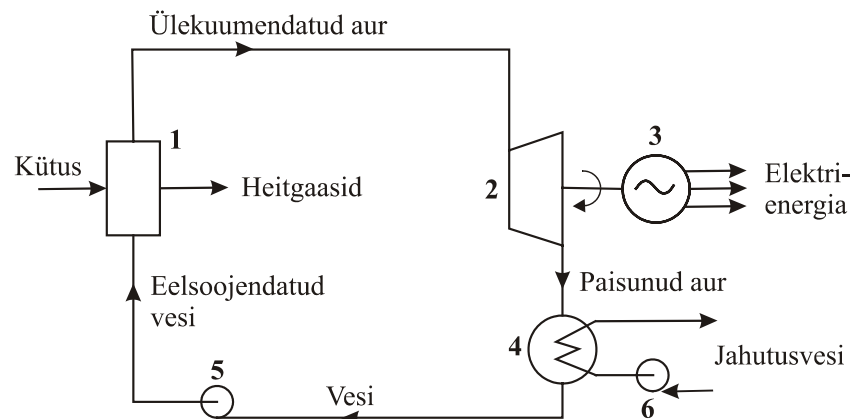 Ülekuumendatud aur
1
3
Kütus
Heitgaasid
2
Elektri-
energia
Eelsoojendatud
vesi
Paisunud aur
4
Jahutusvesi
5
Vesi
6